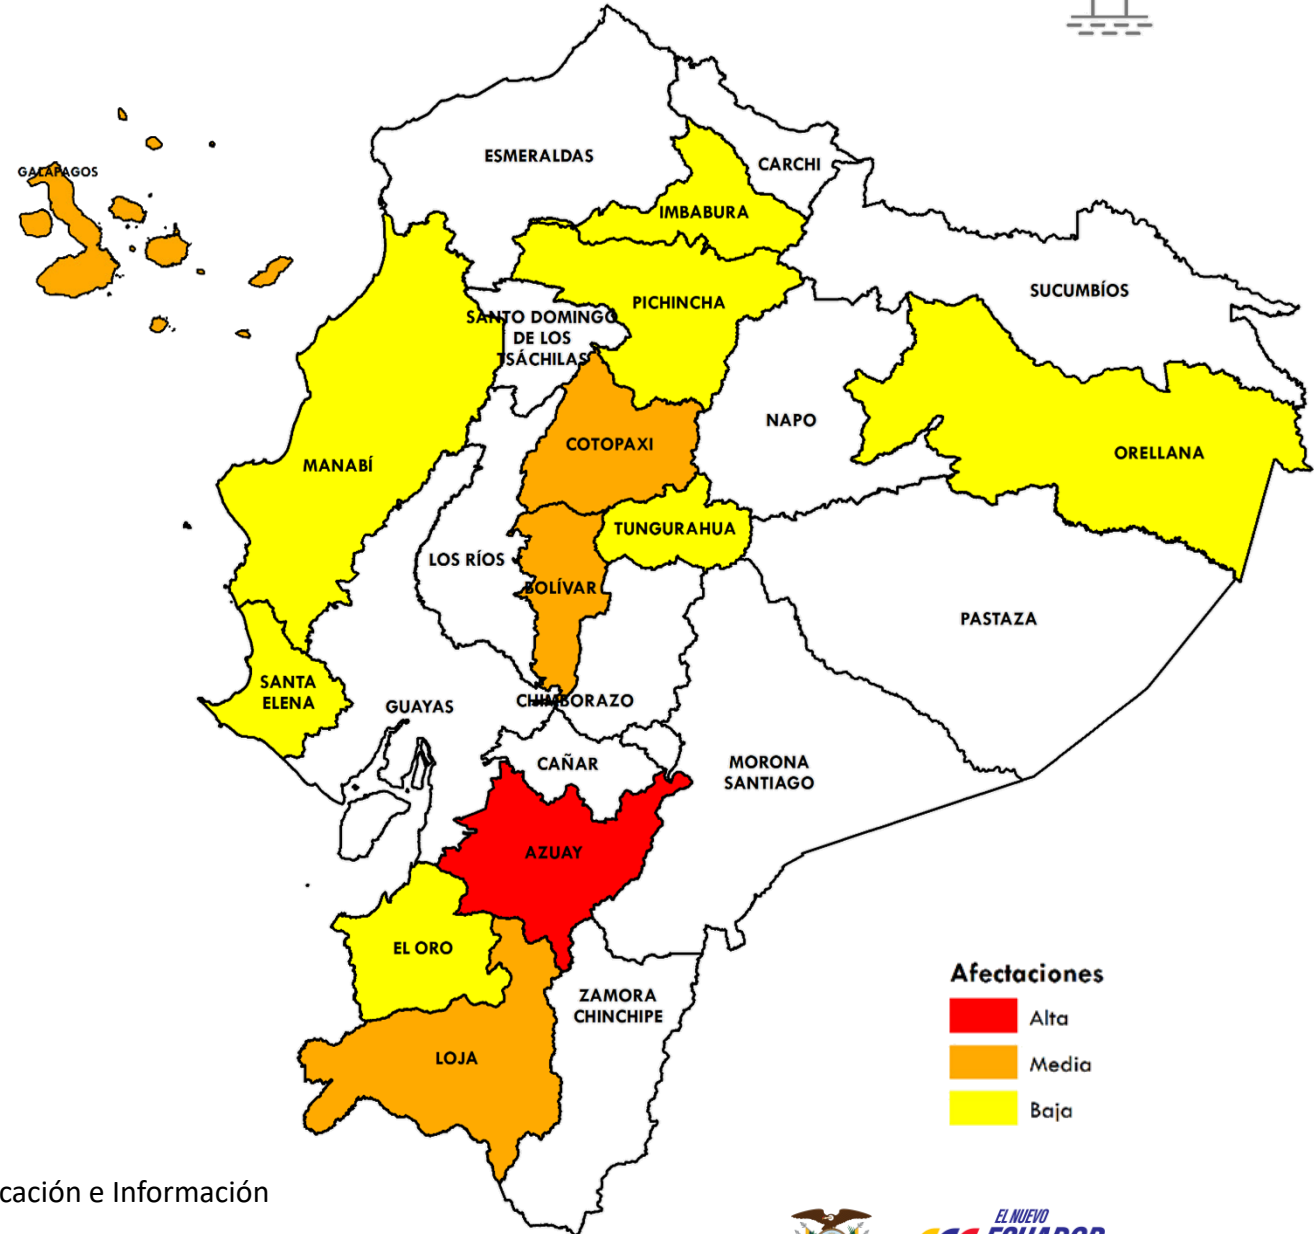 ESMERALDAS
CARCHI
GALÁPAGOS
IMBABURA
SUCUMBÍOS
PICHINCHA
SANTO DOMINGO
DE LOS
TSÁCHILAS
NAPO
COTOPAXI
ORELLANA
MANABÍ
TUNGURAHUA
LOS RÍOS
BOLÍVAR
PASTAZA
SANTA
ELENA
CHIMBORAZO
GUAYAS
CAÑAR
MORONA
SANTIAGO
AZUAY
EL ORO
ZAMORA
CHINCHIPE
LOJA
Afectaciones
Alta
Media
Baja
cación e Información
EL NUEVO
ECUADOR